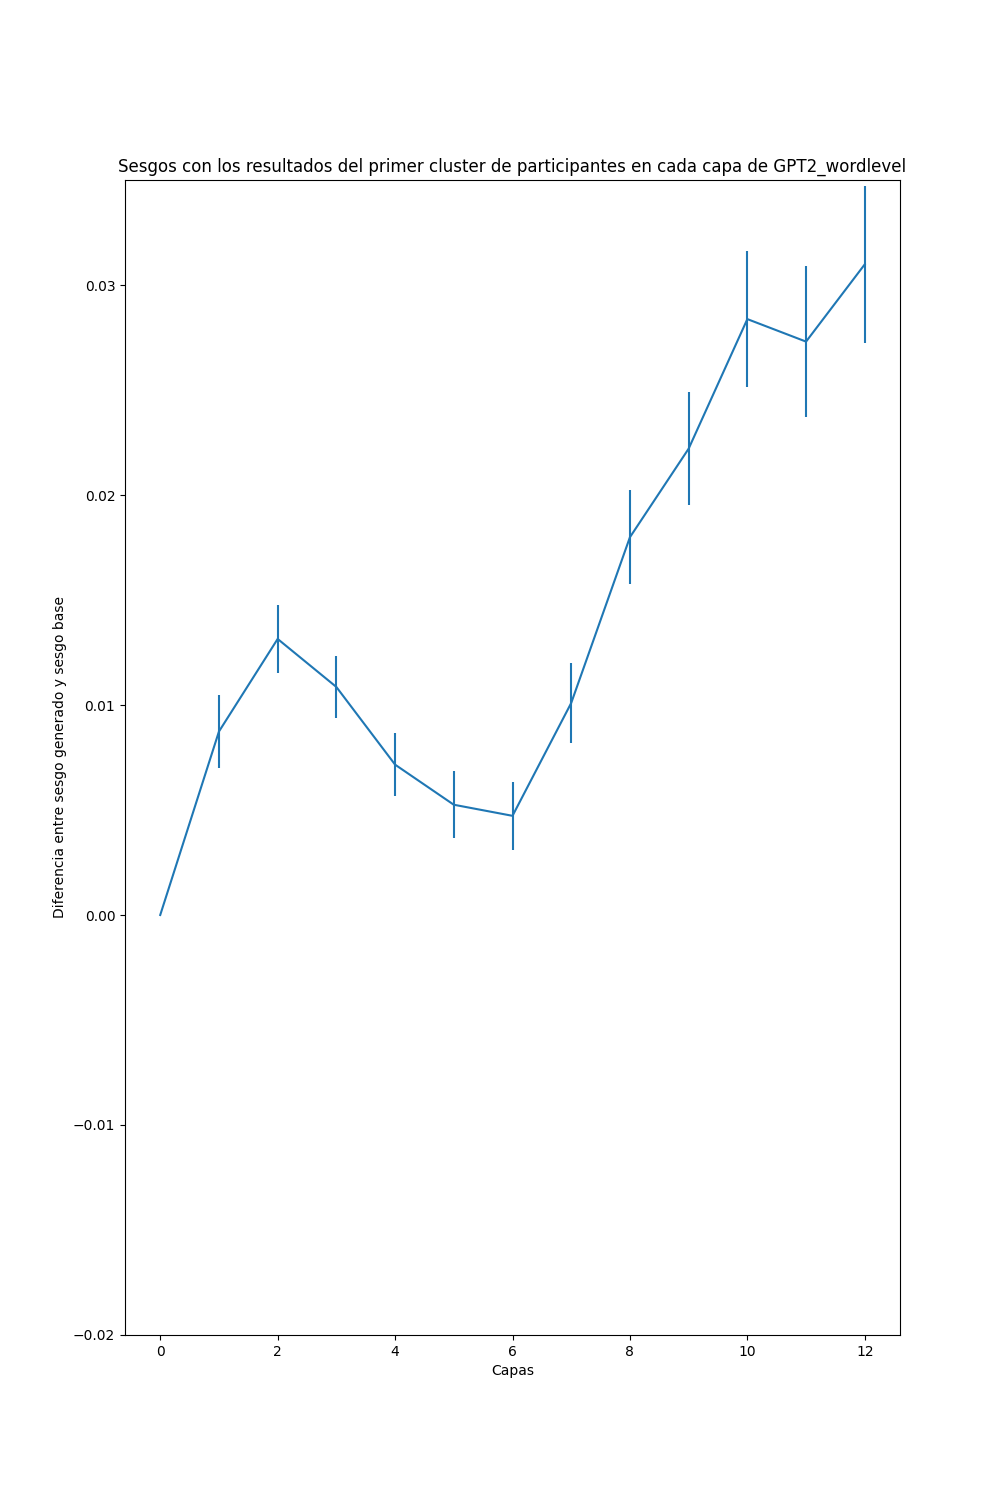 Sesgos con los resultados del primer cluster de participantes en cada capa de GPT2_wordlevel
Diferencia entre sesgo generado y sesgo base
0.03
0.02
0.01
0.00
−0.01
−0.02
0 2 4 6 8 10 12
Capas